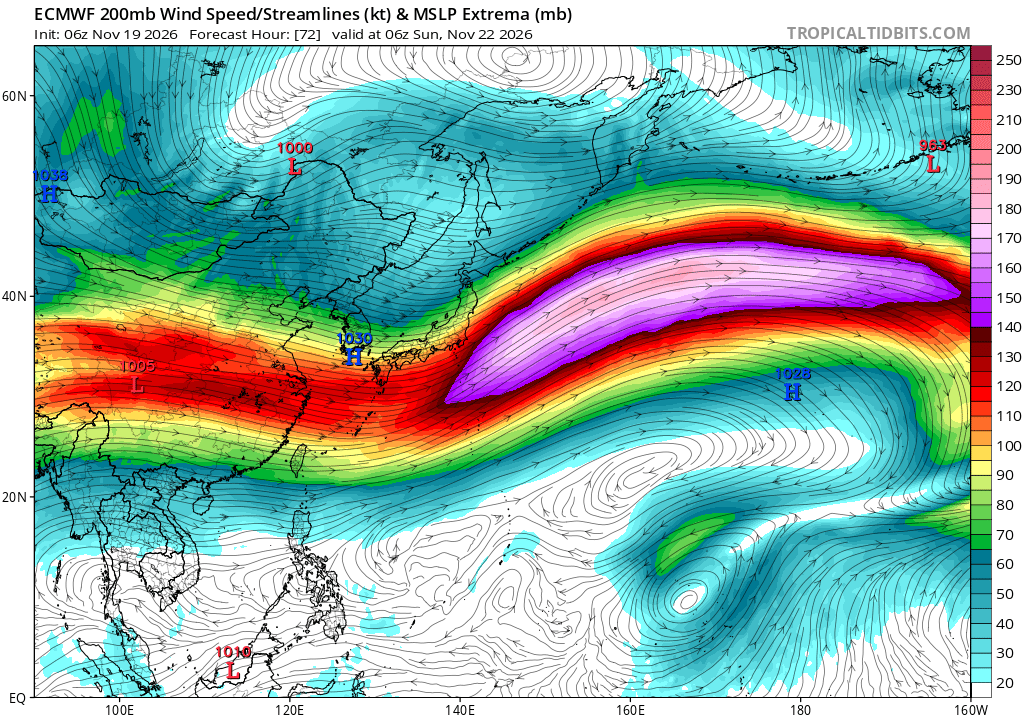 ECMWF 200mb Wind Speed/Streamlines (kt) & MSLP Extrema (mb)
Init: 06z Nov 19 2026 Forecast Hour: [72] valid at 06z Sun, Nov 22 2026
TROPICALTIDBITS.COM
60N
40N
20N
EQ
100E
120E
140E
160E
180
160W
1038
H
1000
L
963
L
1030
H
1005
L
1028
H
1010
L
250
230
220
210
200
190
180
170
160
150
140
130
120
110
100
90
80
70
60
50
40
30
20